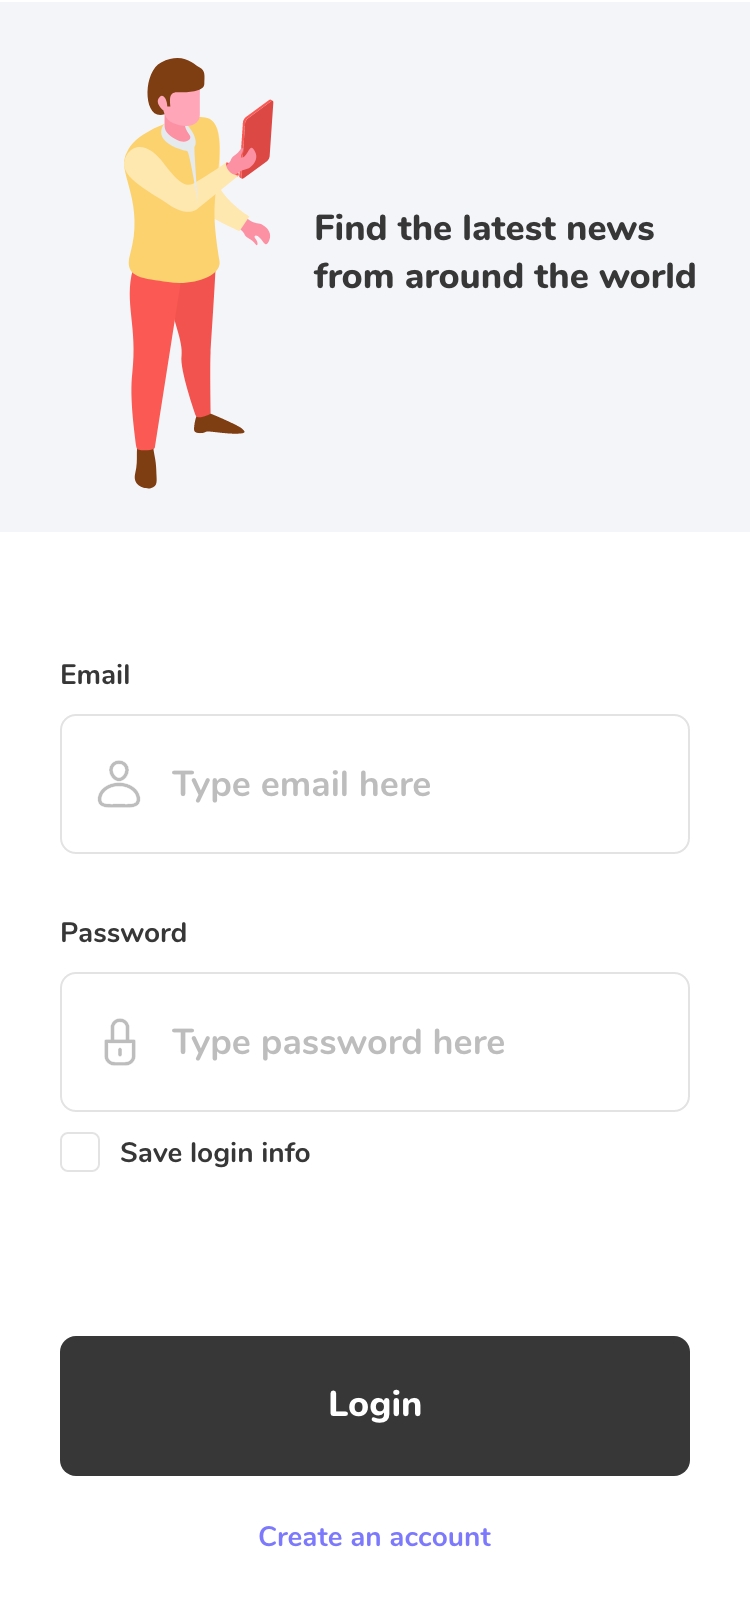 Find the latest news
from around the world
Email
Type email here
Password
Type password here
Save login info
Login
Create an account